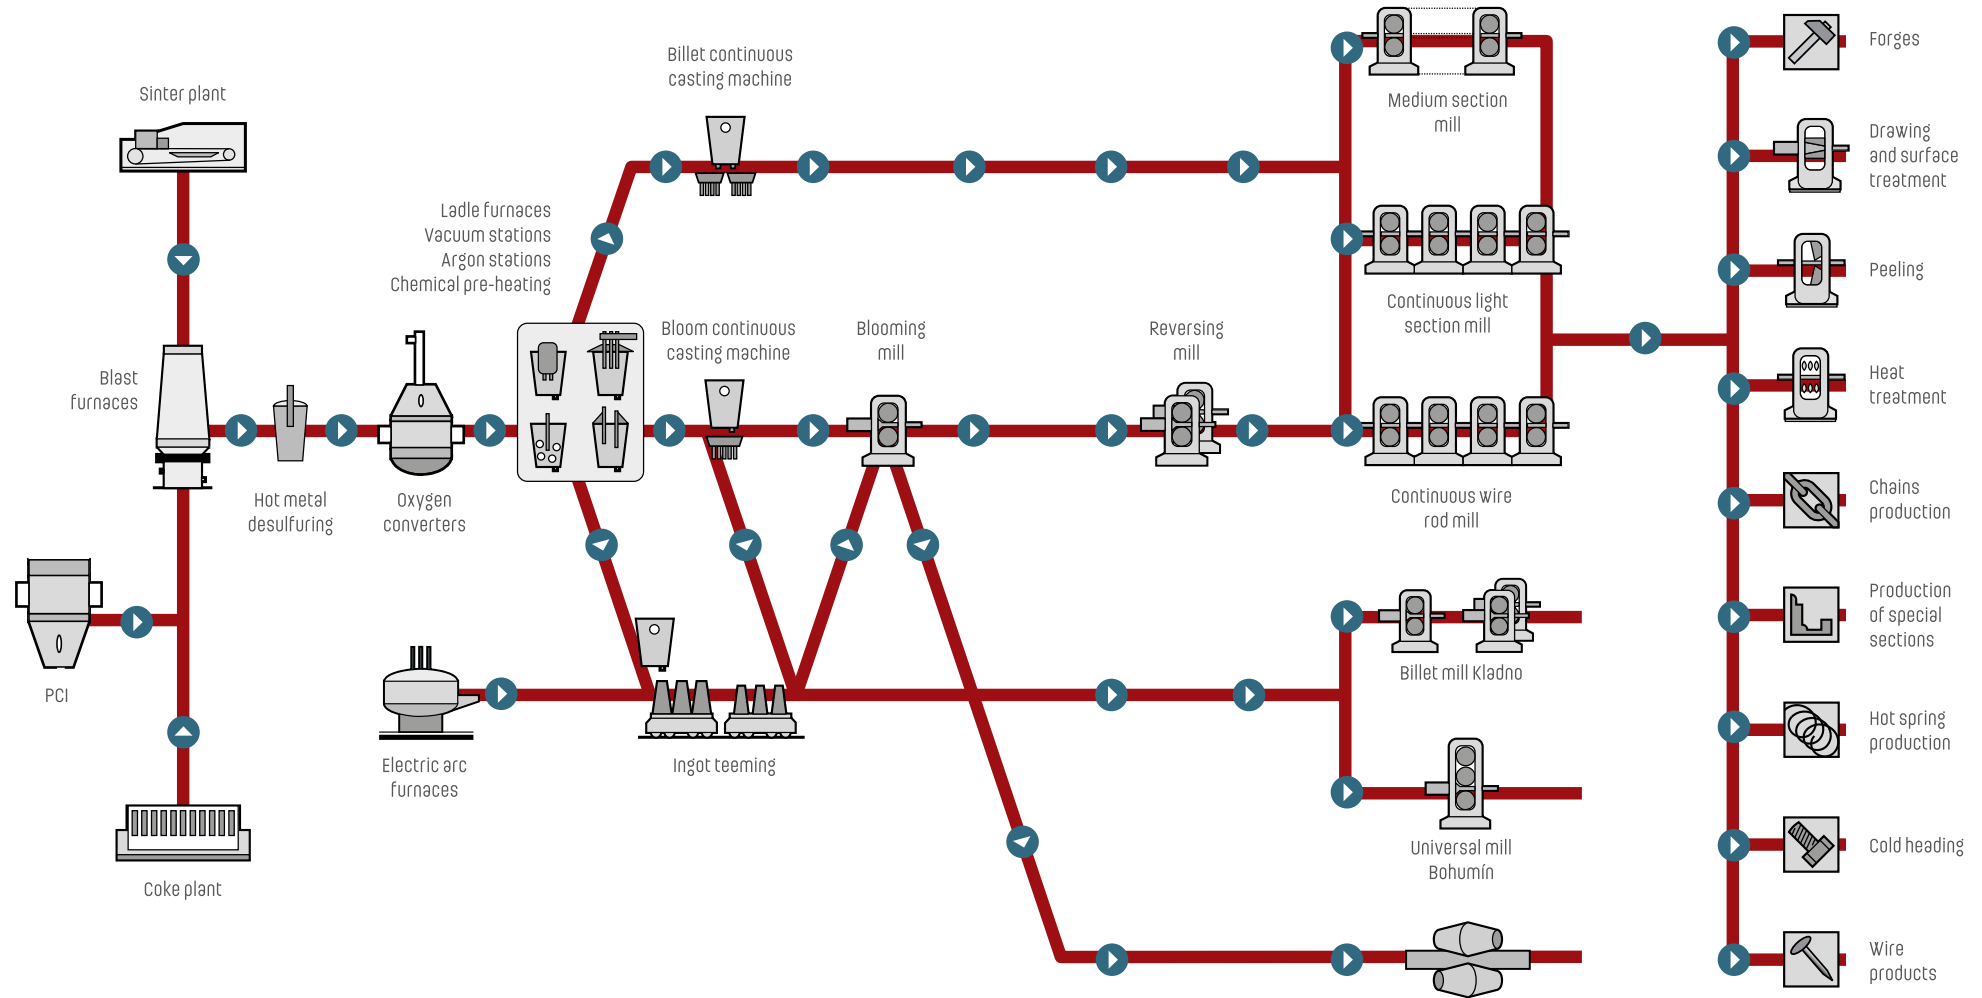 Sinter plant
Blast
furnaces
PCI
Coke plant
Hot metal
desulfuring
Oxygen
converters
Ladle furnaces
Vacuum stations
Argon stations
Chemical pre-heating
Electric arc
furnaces
Billet continuous
casting machine
Bloom continuous
casting machine
Ingot teeming
Blooming
mill
Reversing
mill
Medium section
mill
Continuous light
section mill
Continuous wire
rod mill
Billet mill Kladno
Universal mill
Bohumín
Forges
Drawing
and surface
treatment
Peeling
Heat
treatment
Chains
production
Production
of special
sections
Hot spring
production
Cold heading
Wire
products